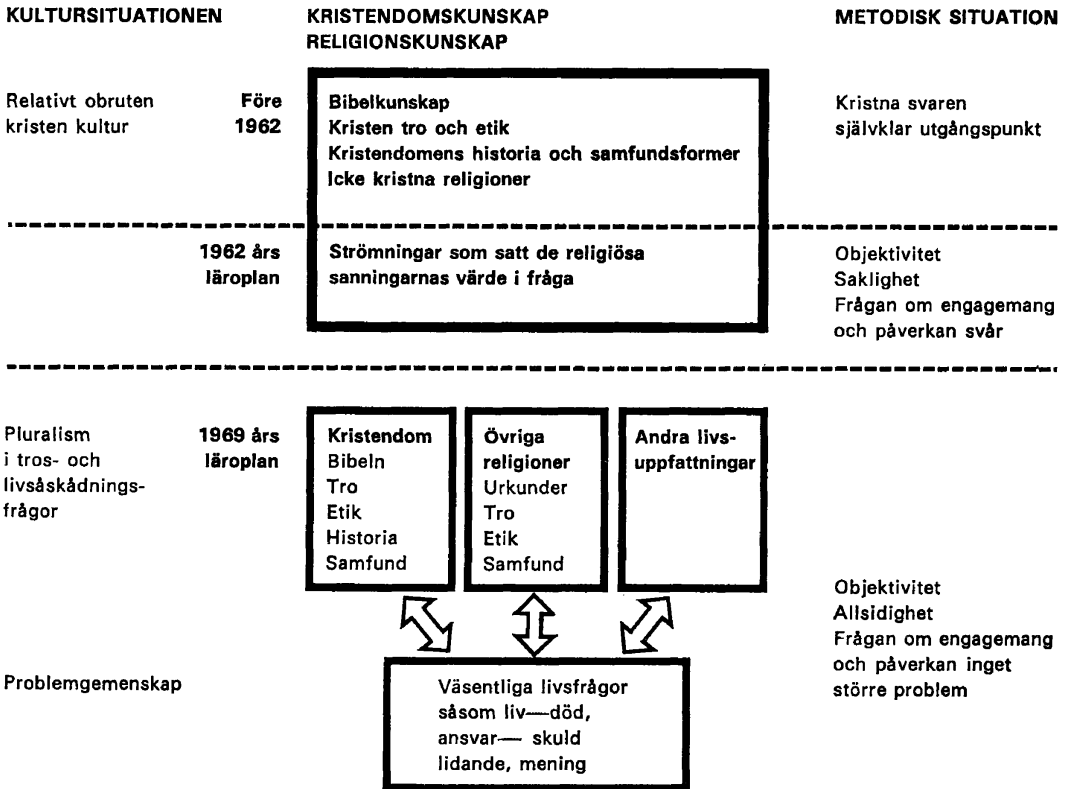 KULTURSITUATIONEN
KRISTENDOMSKUNSKAP
RELIGIONSKUNSKAP
METODISK SITUATION
Relativt obruten
kristen kultur
Före
1962
Bibelkunskap
Kristen tro och etik
Kristendomens historia och samfundsformer
Icke kristna religioner
Kristna svaren
självklar utgångspunkt
1962 års
läroplan
Strömningar som satt de religiösa
sanningarnas värde i fråga
Objektivitet
Saklighet
Frågan om engagemang
och påverkan svår
Pluralism
i tros- och
livsåskådnings-
frågor
1969 års
läroplan
Kristendom
Bibeln
Tro
Etik
Historia
Samfund
Övriga
religioner
Urkunder
Tro
Etik
Samfund
Andra livs-
uppfattningar
Objektivitet
Allsidighet
Frågan om engagemang
och påverkan inget
större problem
Problemgemenskap
Väsentliga livsfrågor
såsom liv—död,
ansvar— skuld
lidande, mening